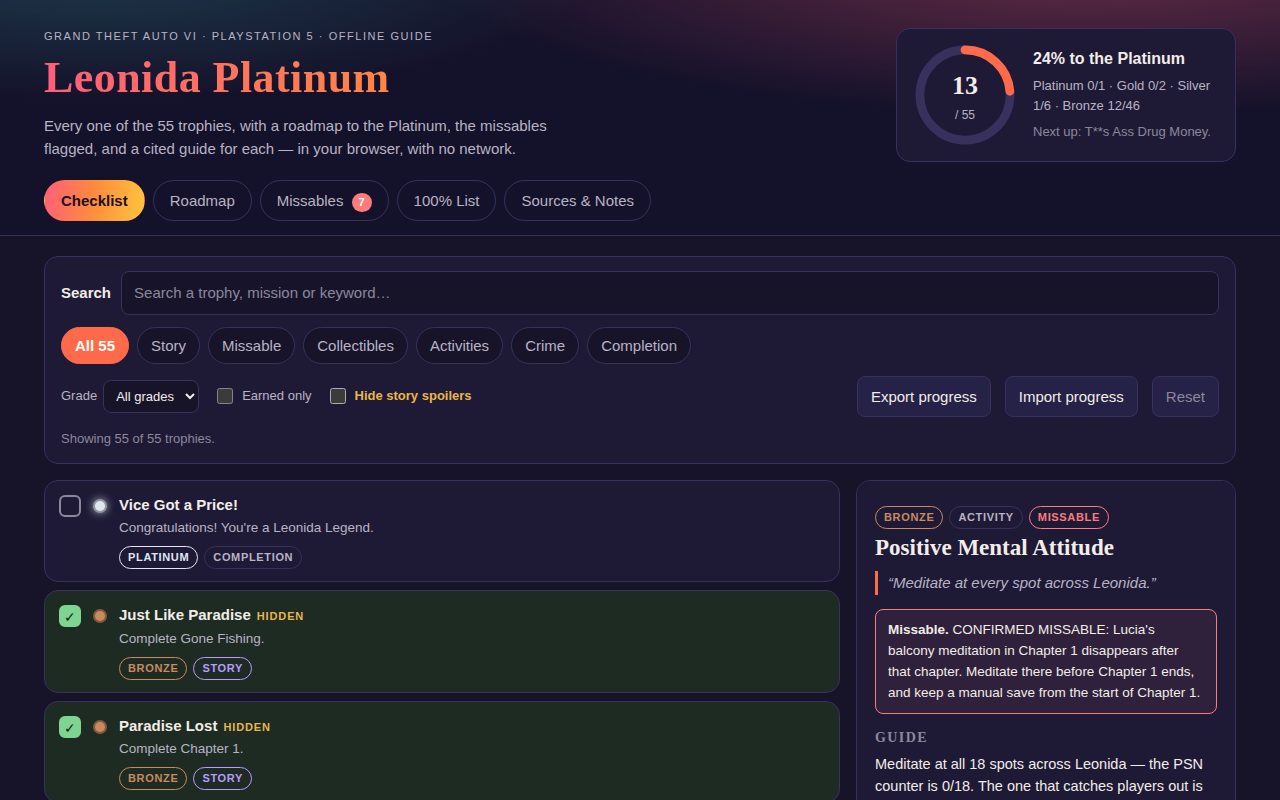 GRAND THEFT AUTO VI · PLAYSTATION 5 · OFFLINE GUIDE
Leonida Platinum
Every one of the 55 trophies, with a roadmap to the Platinum, the missables
flagged, and a cited guide for each — in your browser, with no network.
13
/ 55
24% to the Platinum
Platinum 0/1 · Gold 0/2 · Silver
1/6 · Bronze 12/46
Next up: T**s Ass Drug Money.
Checklist
Roadmap
Missables 7
100% List
Sources & Notes
Search
Search a trophy, mission or keyword…
All 55
Story
Missable
Collectibles
Activities
Crime
Completion
Grade
All grades
Earned only
Hide story spoilers
Export progress
Import progress
Reset
Showing 55 of 55 trophies.
Vice Got a Price!
Congratulations! You're a Leonida Legend.
PLATINUM
COMPLETION
Just Like Paradise HIDDEN
Complete Gone Fishing.
BRONZE
STORY
Paradise Lost HIDDEN
Complete Chapter 1.
BRONZE
STORY
BRONZE
ACTIVITY
MISSABLE
Positive Mental Attitude
“Meditate at every spot across Leonida.”
Missable. CONFIRMED MISSABLE: Lucia's
balcony meditation in Chapter 1 disappears after
that chapter. Meditate there before Chapter 1 ends,
and keep a manual save from the start of Chapter 1.
GUIDE
Meditate at all 18 spots across Leonida — the PSN
counter is 0/18. The one that catches players out is